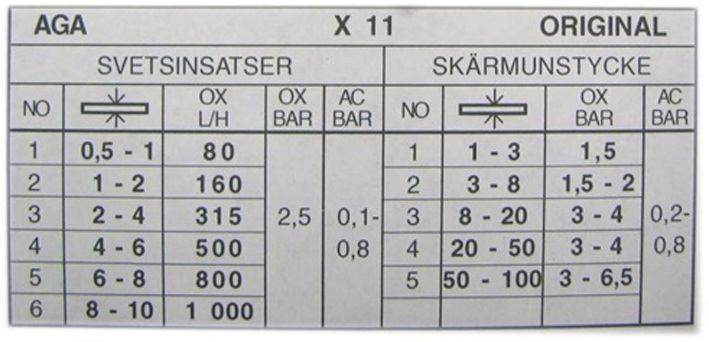 AGA X 11 ORIGINAL
SVETSINSATSER SKÄRMUNSTYCKE
NO OX L/H OX BAR AC BAR NO OX BAR AC BAR
1 0,5 - 1 80 1 1 - 3 1,5
2 1 - 2 160 2 3 - 8 1,5 - 2
3 2 - 4 315 2,5 0,1- 3 8 - 20 3 - 4 0,2-
4 4 - 6 500 0,8 4 20 - 50 3 - 4 0,8
5 6 - 8 800 5 50 - 100 3 - 6,5
6 8 - 10 1 000